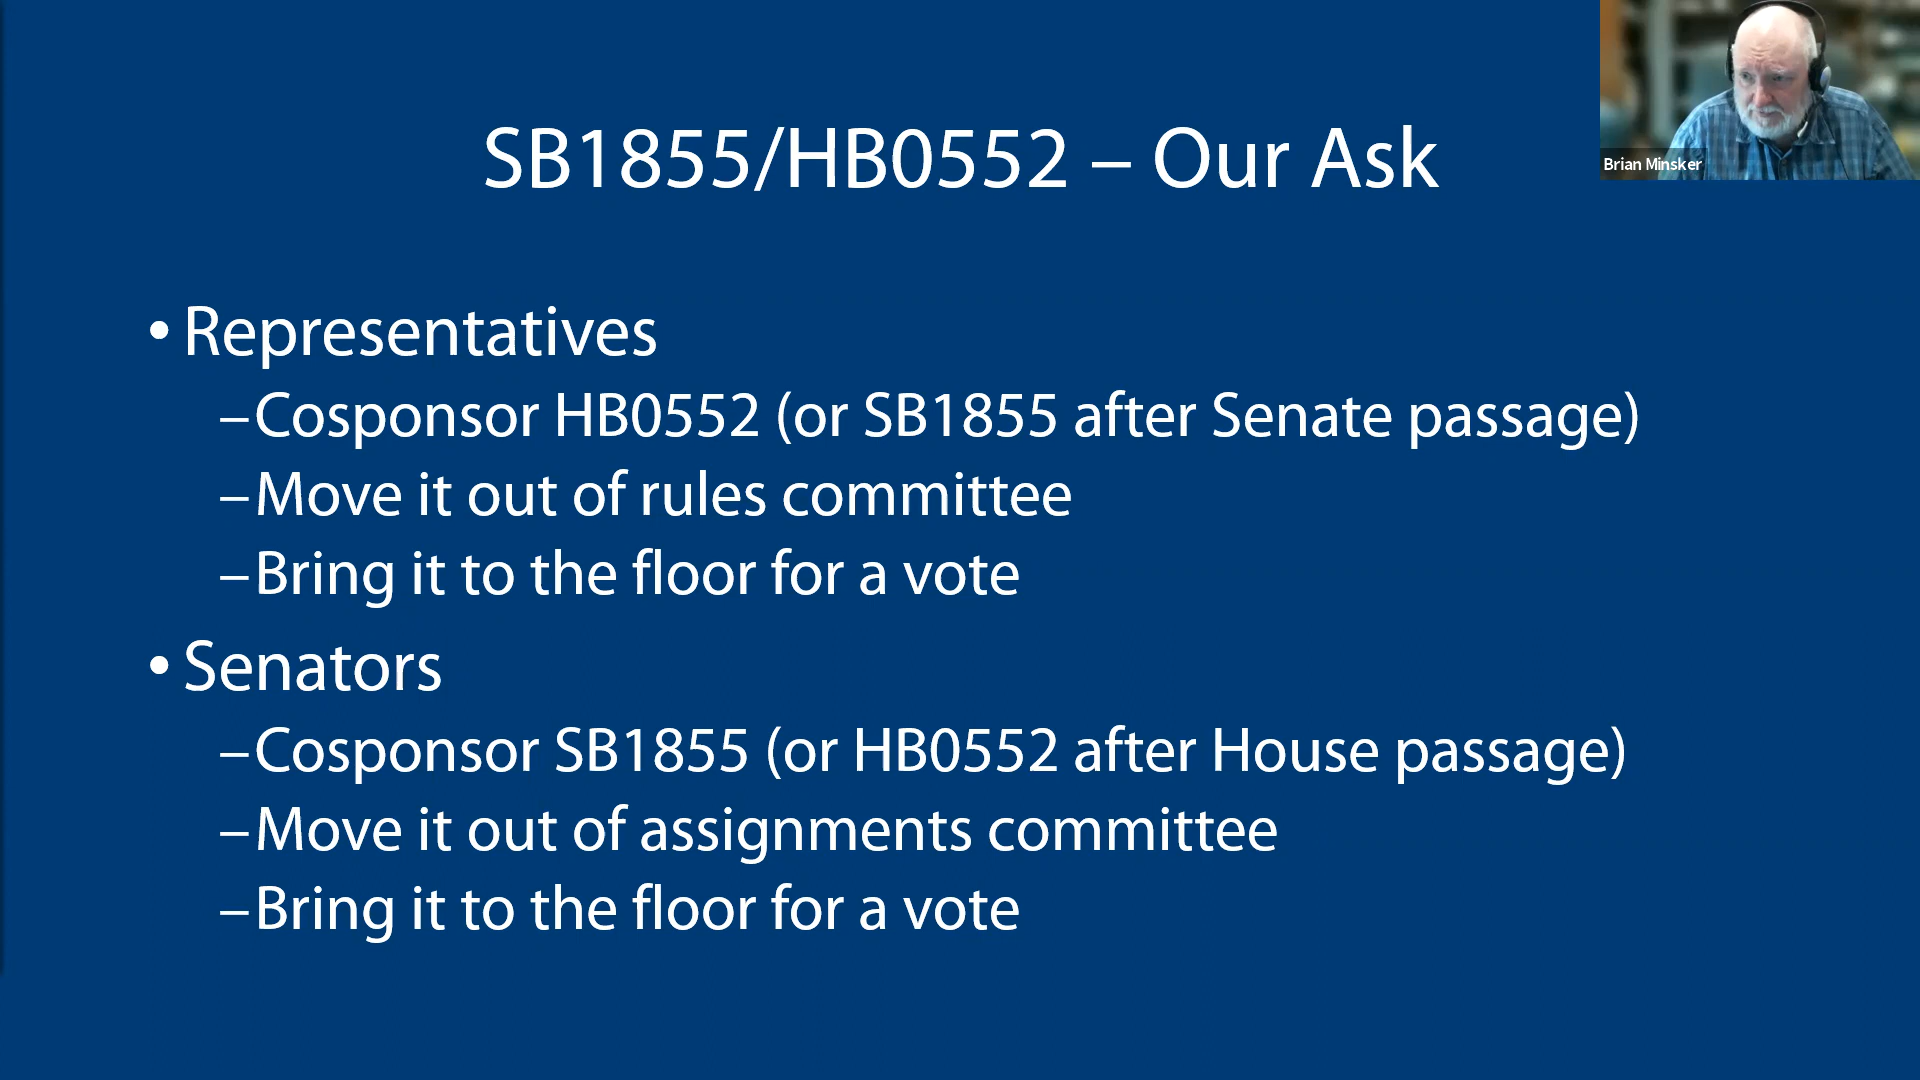 SB1855/HB0552 – Our Ask
Brian Minsker
• Representatives
–Cosponsor HB0552 (or SB1855 after Senate passage)
–Move it out of rules committee
–Bring it to the floor for a vote
• Senators
–Cosponsor SB1855 (or HB0552 after House passage)
–Move it out of assignments committee
–Bring it to the floor for a vote